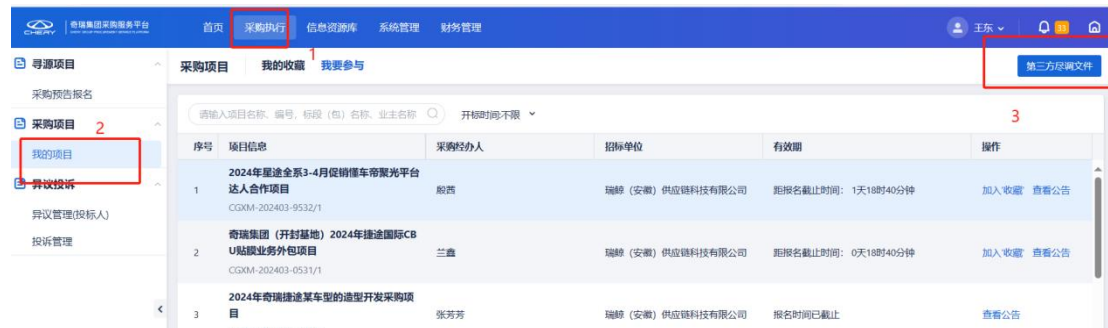 CHERY 奇瑞集团采购服务平台 首页 采购执行 信息资源库 系统管理 财务管理 王东 33
1
寻源项目 采购项目 我的收藏 我要参与 第三方尽调文件
采购预告报名
采购项目 2 请输入项目名称、编号,标段(包)名称、业主名称 开标时间:不限 3
我的项目 序号 项目信息 采购经办人 招标单位 有效期 操作
异议投诉
异议管理(投标人)
投诉管理
2024年星途全系3-4月促销懂车帝聚光平台
达人合作项目
1 殷茜 瑞鲸(安徽)供应链科技有限公司 距报名截止时间: 1天18时40分钟 加入'收藏' 查看公告
CGXM-202403-9532/1
奇瑞集团(开封基地)2024年捷途国际CB
U贴膜业务外包项目
2 兰鑫 瑞鲸(安徽)供应链科技有限公司 距报名截止时间: 0天18时40分钟 加入'收藏' 查看公告
CGXM-202403-0531/1
2024年奇瑞捷途某车型的造型开发采购项
目
3 张芳芳 瑞鲸(安徽)供应链科技有限公司 报名时间已截止 查看公告